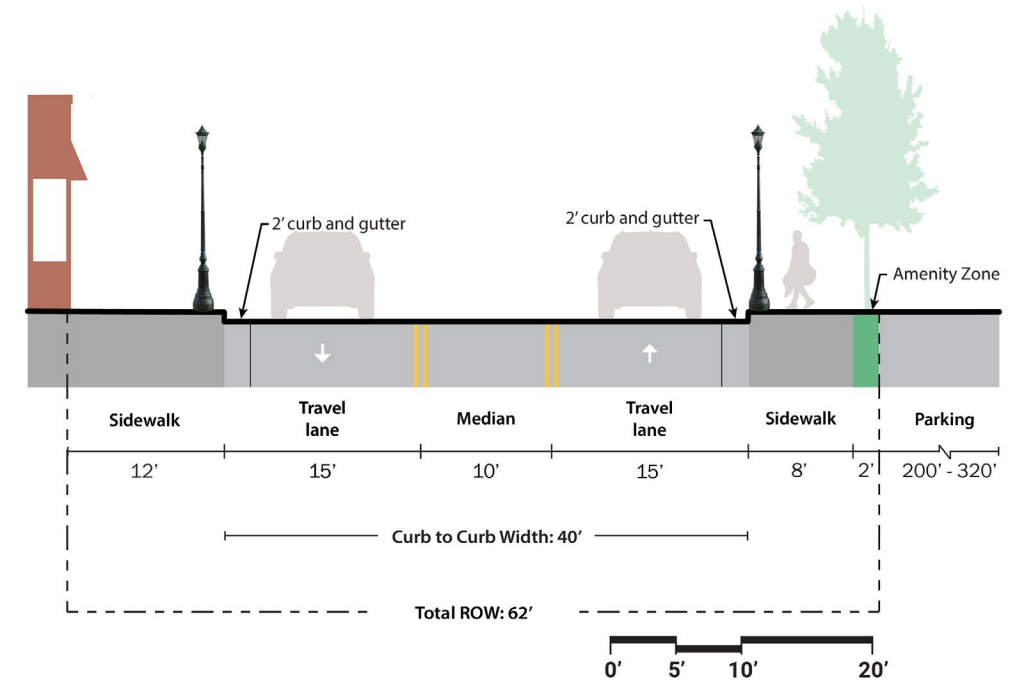 2’ curb and gutter
2’ curb and gutter
Amenity Zone
Sidewalk
Travel
lane
Median
Travel
lane
Sidewalk
Parking
12’
15’
10’
15’
8’
2’
200’ - 320’
Curb to Curb Width: 40’
Total ROW: 62’
0’
5’
10’
20’